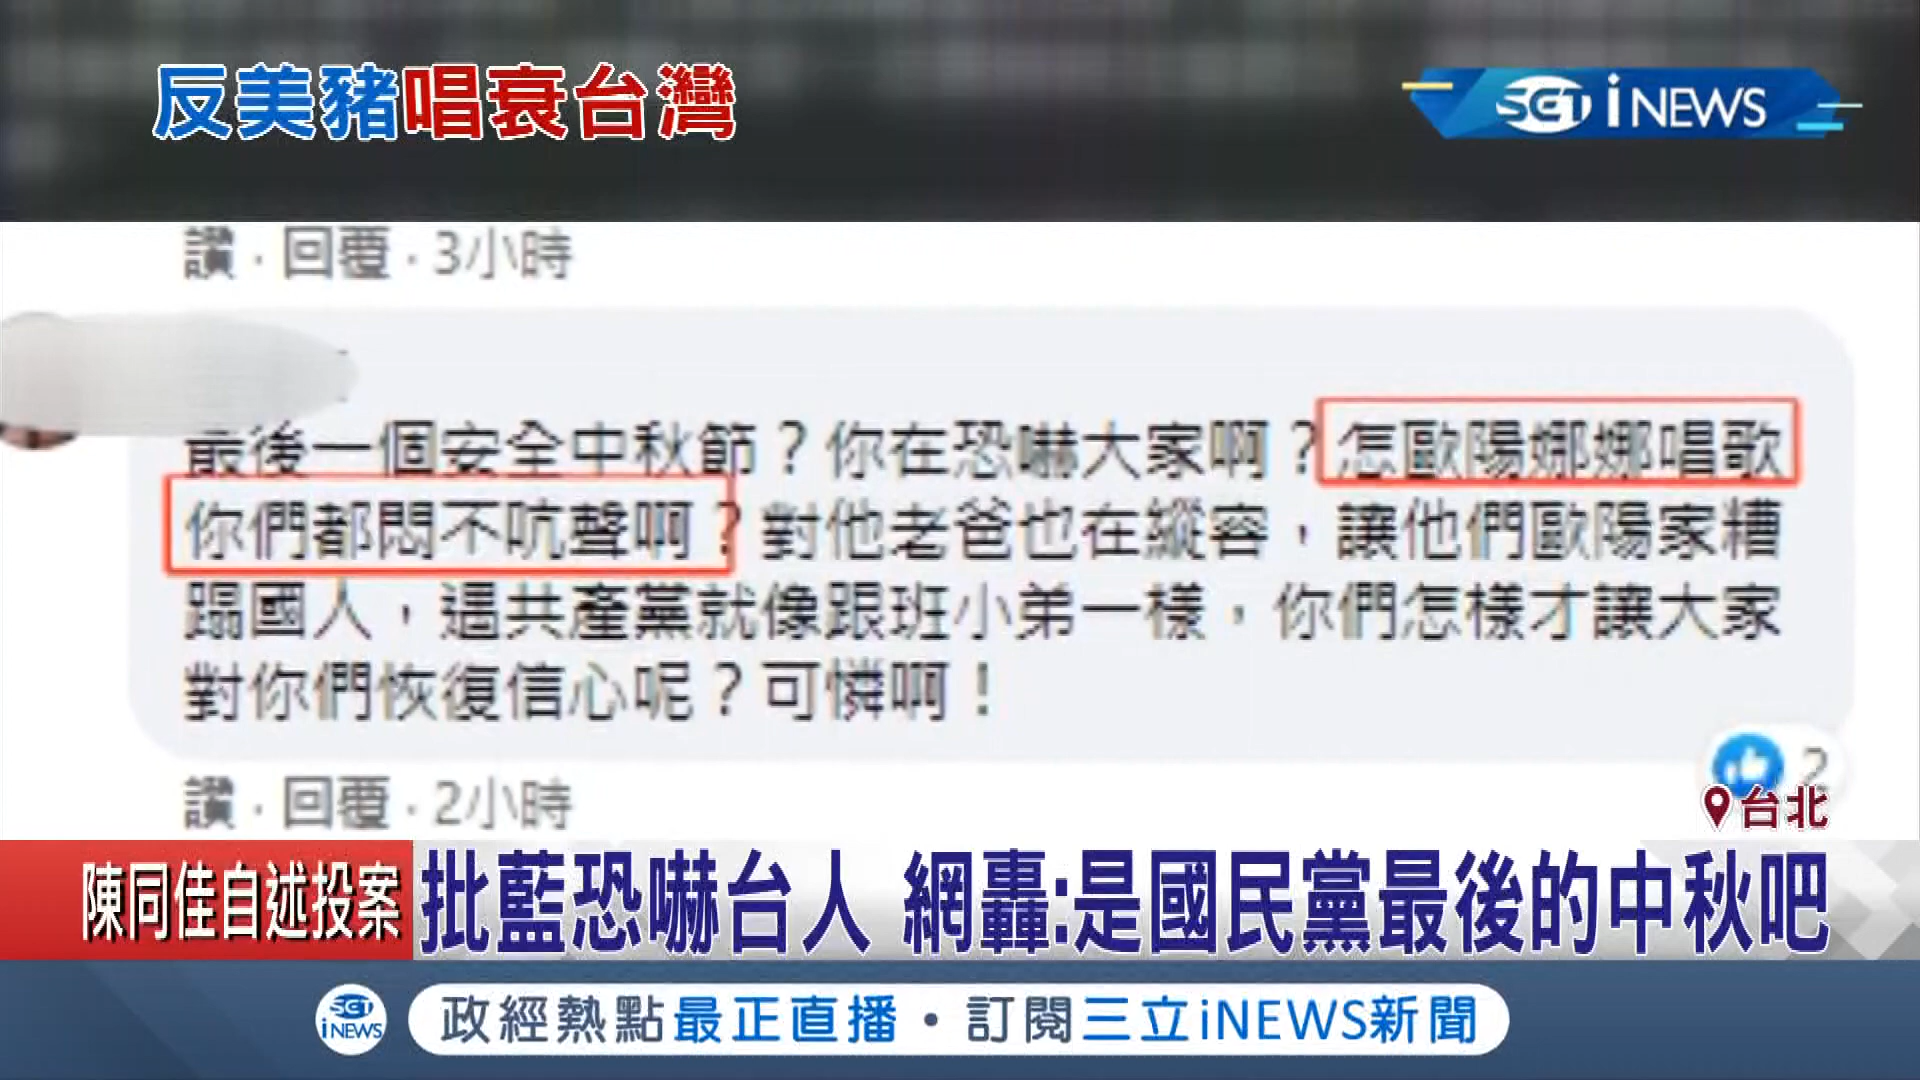 反美豬唱衰台灣
SET iNEWS
讚·回覆·3小時
最後一個安全中秋節？你在恐嚇大家啊？怎歐陽娜娜唱歌
你們都悶不吭聲啊？對他老爸也在縱容，讓他們歐陽家糟
蹋國人，遇共產黨就像跟班小弟一樣，你們怎樣才讓大家
對你們恢復信心呢？可憐啊！
2
讚·回覆·2小時
台北
陳同佳自述投案
批藍恐嚇台人 網轟:是國民黨最後的中秋吧
SET iNEWS
政經熱點最正直播·訂閱三立iNEWS新聞